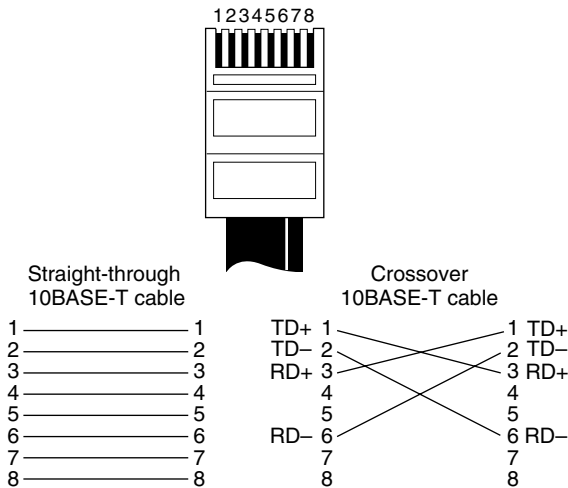 12345678
Straight-through
10BASE-T cable
1 1
2 2
3 3
4 4
5 5
6 6
7 7
8 8
Crossover
10BASE-T cable
TD+ 1 1 TD+
TD– 2 2 TD–
RD+ 3 3 RD+
4 4
5 5
RD– 6 6 RD–
7 7
8 8